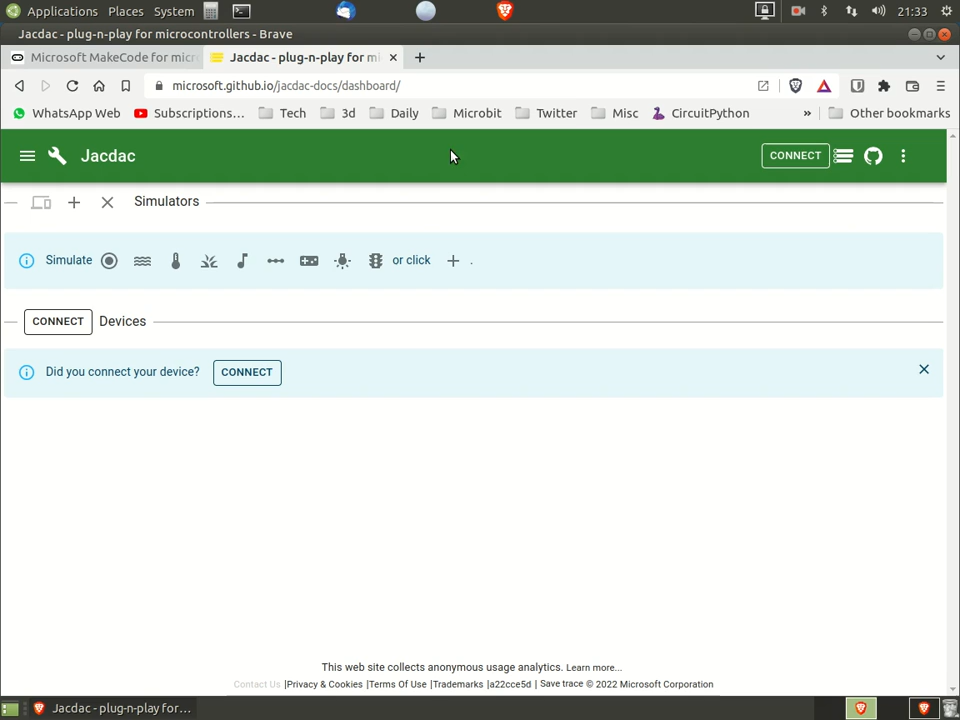 Applications Places System 21:33
Jacdac - plug-n-play for microcontrollers - Brave
Microsoft MakeCode for micr Jacdac - plug-n-play for mi
microsoft.github.io/jacdac-docs/dashboard/
WhatsApp Web Subscriptions... Tech 3d Daily Microbit Twitter Misc CircuitPython » Other bookmarks
Jacdac CONNECT
Simulators
Simulate or click .
CONNECT Devices
Did you connect your device? CONNECT
This web site collects anonymous usage analytics. Learn more...
Contact Us |Privacy & Cookies |Terms Of Use |Trademarks |a22cce5d | Save trace © 2022 Microsoft Corporation
Jacdac - plug-n-play for...